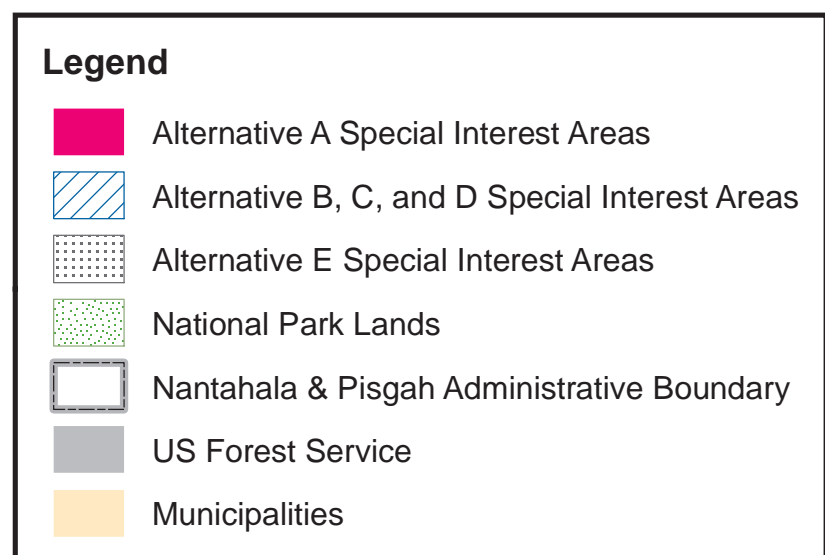 Legend
Alternative A Special Interest Areas
Alternative B, C, and D Special Interest Areas
Alternative E Special Interest Areas
National Park Lands
Nantahala & Pisgah Administrative Boundary
US Forest Service
Municipalities